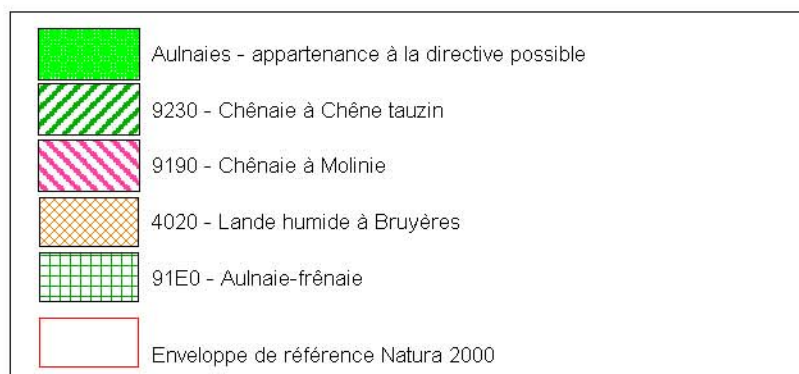 Aulnaies - appartenance à la directive possible
9230 - Chênaie à Chêne tauzin
9190 - Chênaie à Molinie
4020 - Lande humide à Bruyères
91E0 - Aulnaie-frênaie
Enveloppe de référence Natura 2000